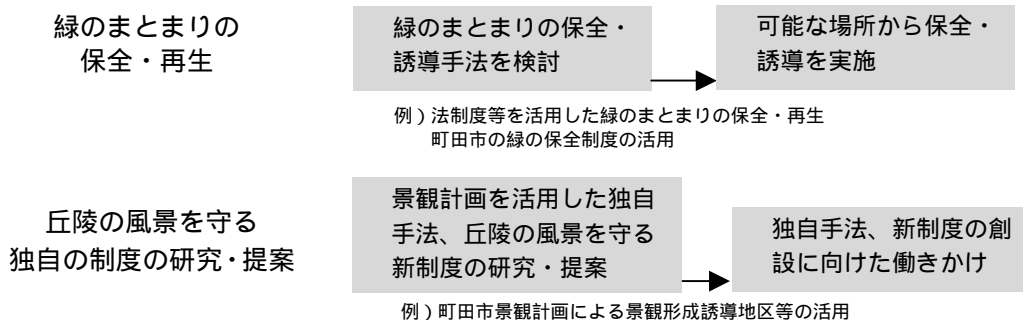 緑のまとまりの
保全・再生
緑のまとまりの保全・
誘導手法を検討
可能な場所から保全・
誘導を実施
例）法制度等を活用した緑のまとまりの保全・再生
町田市の緑の保全制度の活用
丘陵の風景を守る
独自の制度の研究・提案
景観計画を活用した独自
手法、丘陵の風景を守る
新制度の研究・提案
独自手法、新制度の創
設に向けた働きかけ
例）町田市景観計画による景観形成誘導地区等の活用